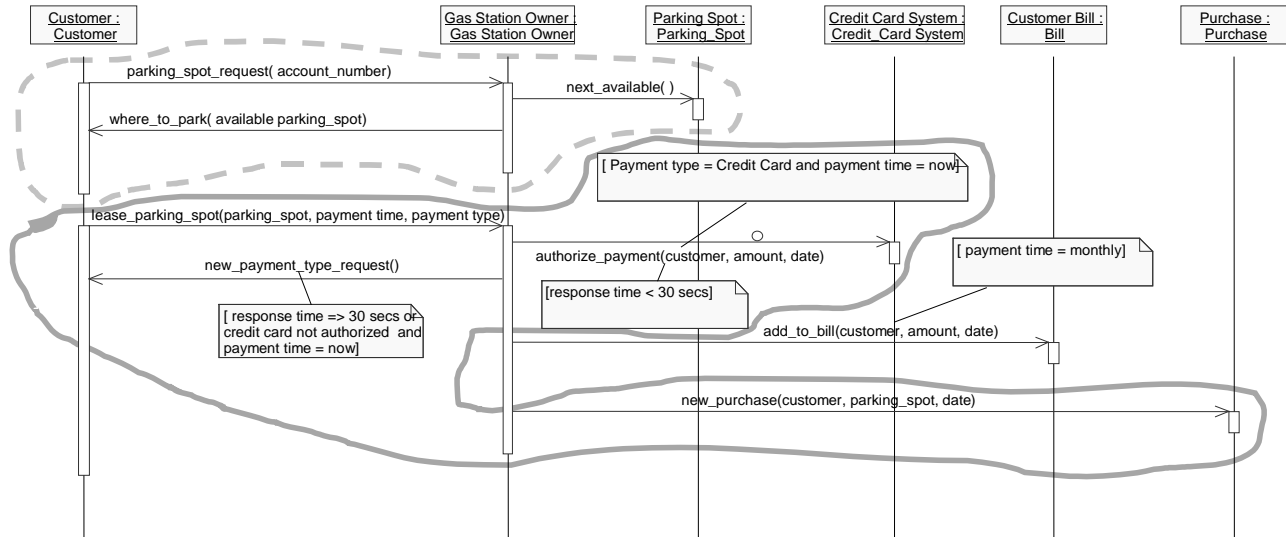 Customer :
Customer
Gas Station Owner :
Gas Station Owner
Parking Spot :
Parking_Spot
Credit Card System :
Credit_Card System
Customer Bill :
Bill
Purchase :
Purchase
parking_spot_request( account_number)
next_available( )
where_to_park( available parking_spot)
[ Payment type = Credit Card and payment time = now]
lease_parking_spot(parking_spot, payment time, payment type)
authorize_payment(customer, amount, date)
[ payment time = monthly]
new_payment_type_request()
[response time < 30 secs]
[ response time => 30 secs or
credit card not authorized and
payment time = now]
add_to_bill(customer, amount, date)
new_purchase(customer, parking_spot, date)